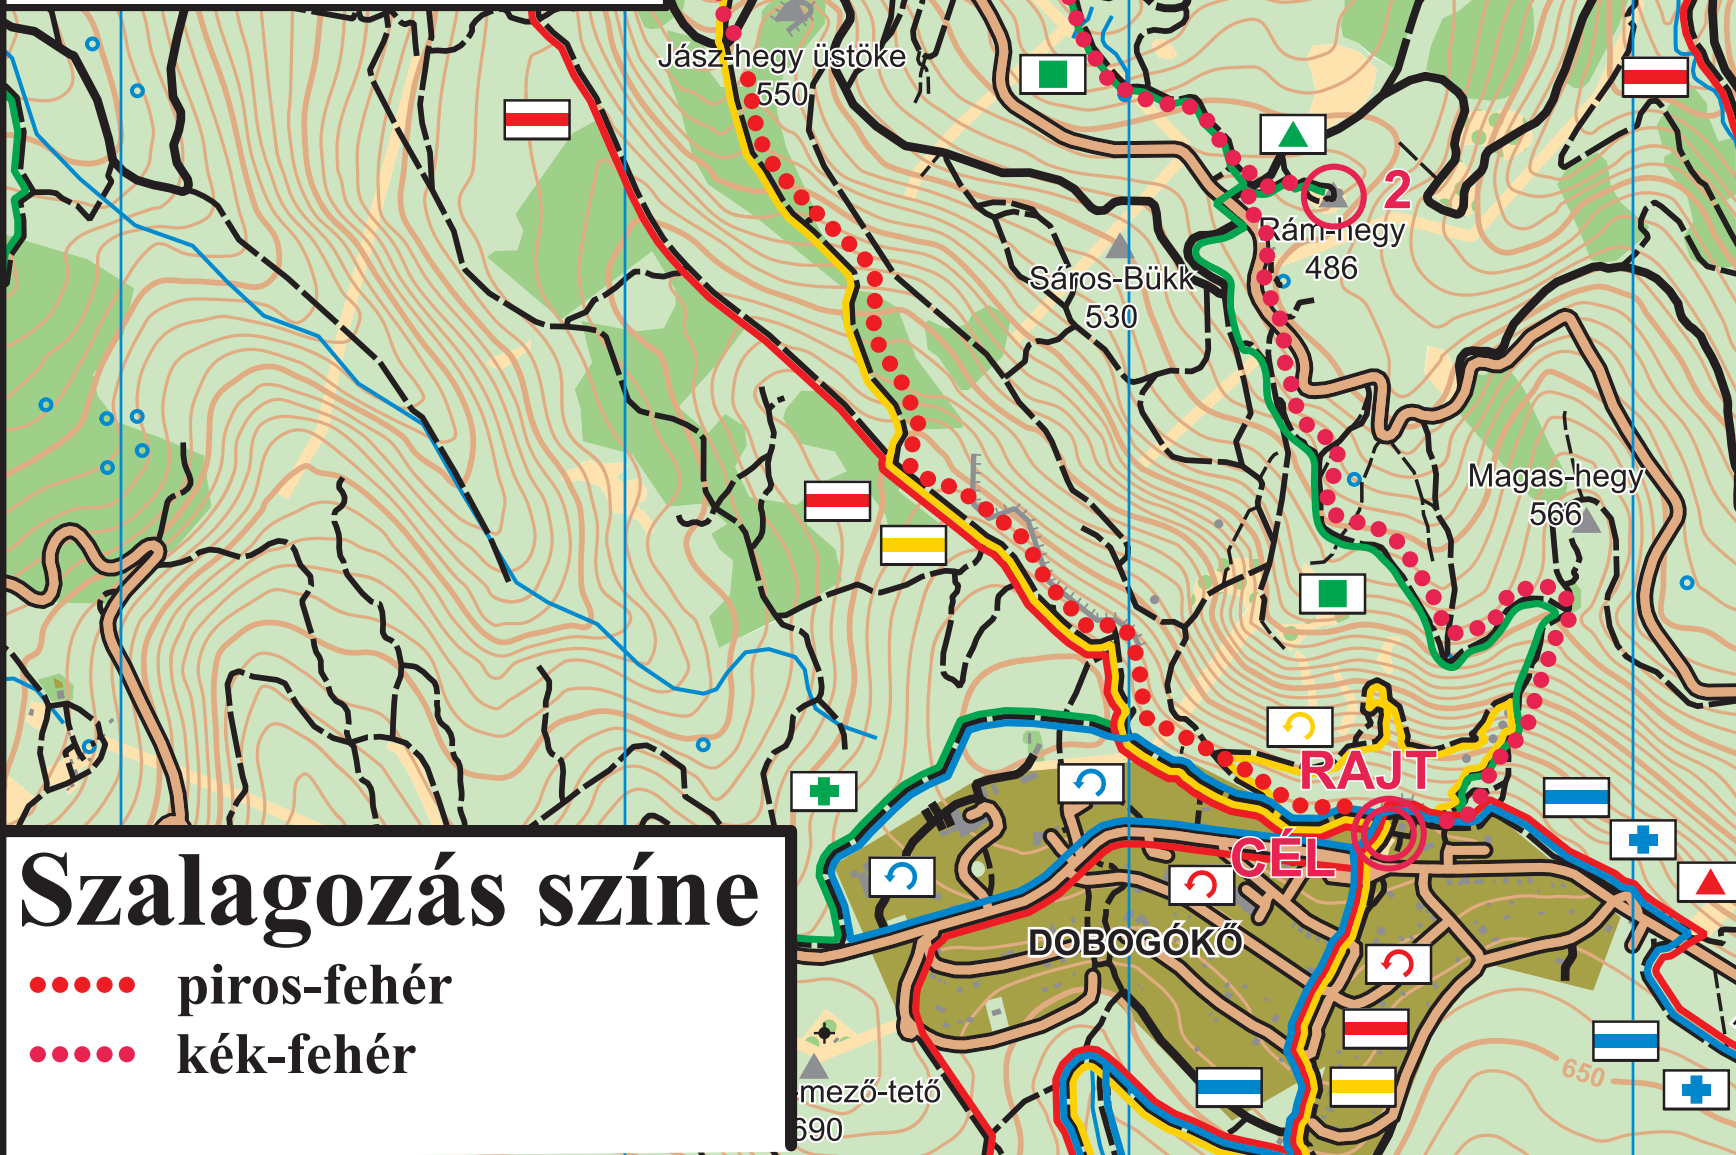 Jász-hegy üstöke
550
2
Rám-hegy
486
Sáros-Bükk
530
Magas-hegy
566
RAJT
CÉL
DOBOGÓKŐ
650
-mező-tető
690
Szalagozás színe
piros-fehér
kék-fehér